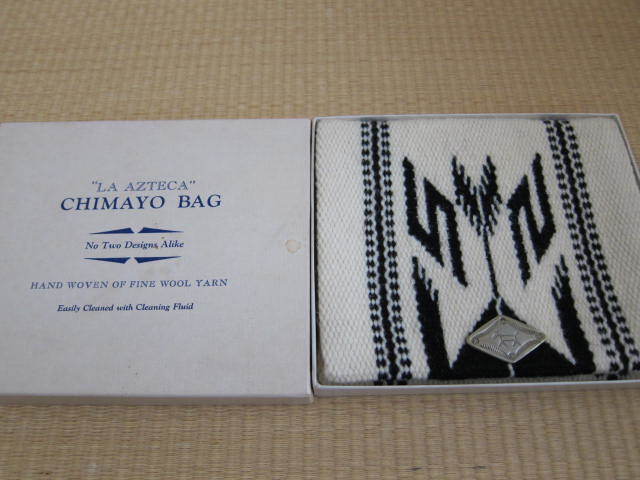 "LA AZTECA"
CHIMAYO BAG
No Two Designs, Alike
HAND WOVEN OF FINE WOOL YARN
Easily Cleaned with Cleaning Fluid